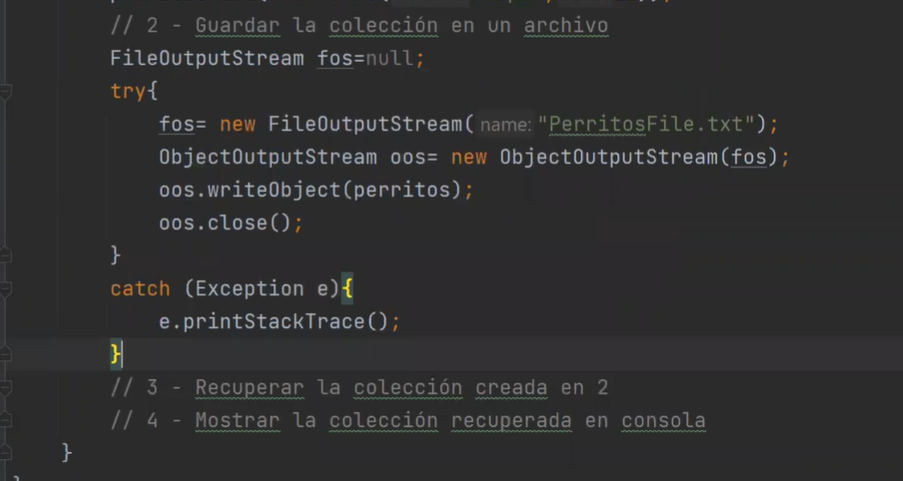 // 2 - Guardar la colección en un archivo
FileOutputStream fos=null;
try{
fos= new FileOutputStream( name: "PerritosFile.txt");
ObjectOutputStream oos= new ObjectOutputStream(fos);
oos.writeObject(perritos);
oos.close();
}
catch (Exception e){
e.printStackTrace();
}
// 3 - Recuperar la colección creada en 2
// 4 - Mostrar la colección recuperada en consola
}